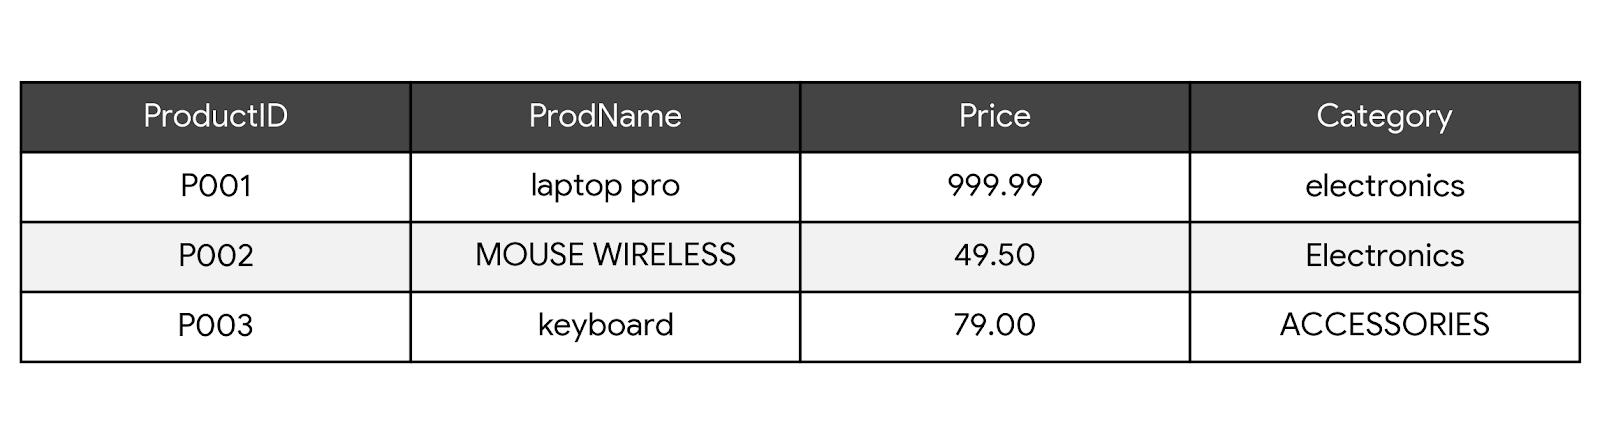 ProductID ProdName Price Category
P001 laptop pro 999.99 electronics
P002 MOUSE WIRELESS 49.50 Electronics
P003 keyboard 79.00 ACCESSORIES